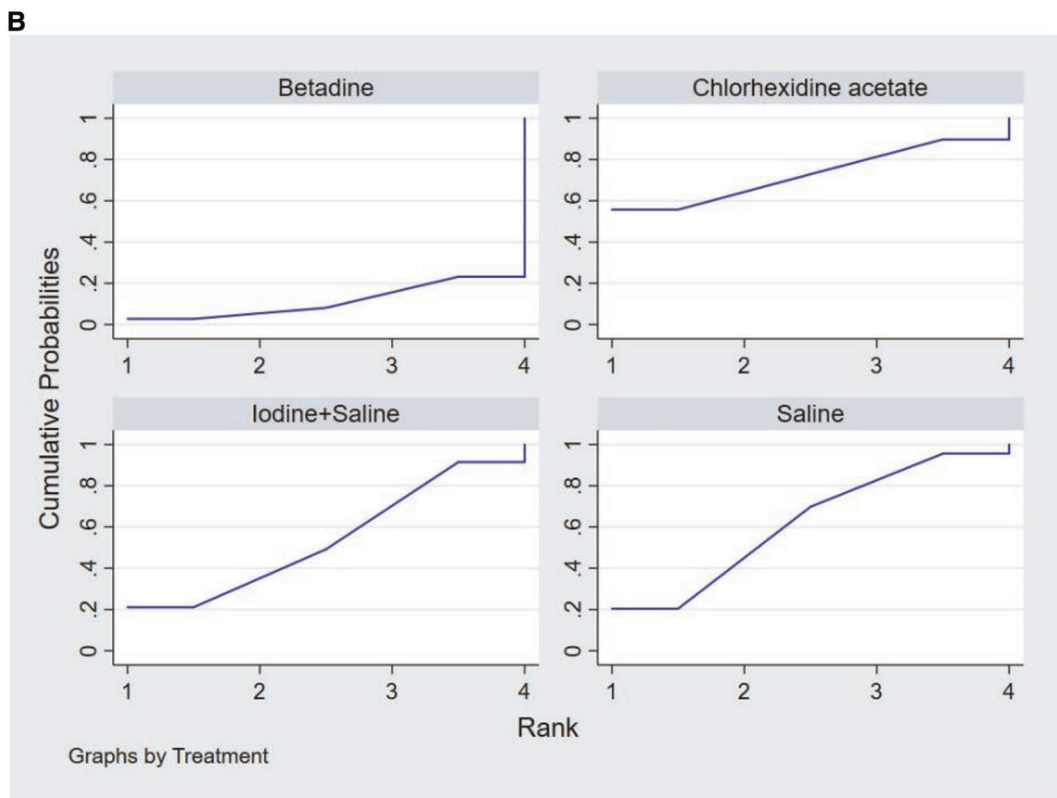 B
Betadine
Chlorhexidine acetate
1
.8
.6
.4
.2
0
1 2 3 4
1
.8
.6
.4
.2
0
1 2 3 4
Iodine+Saline
Saline
1
.8
.6
.4
.2
0
1 2 3 4
1
.8
.6
.4
.2
0
1 2 3 4
Cumulative Probabilities
Rank
Graphs by Treatment